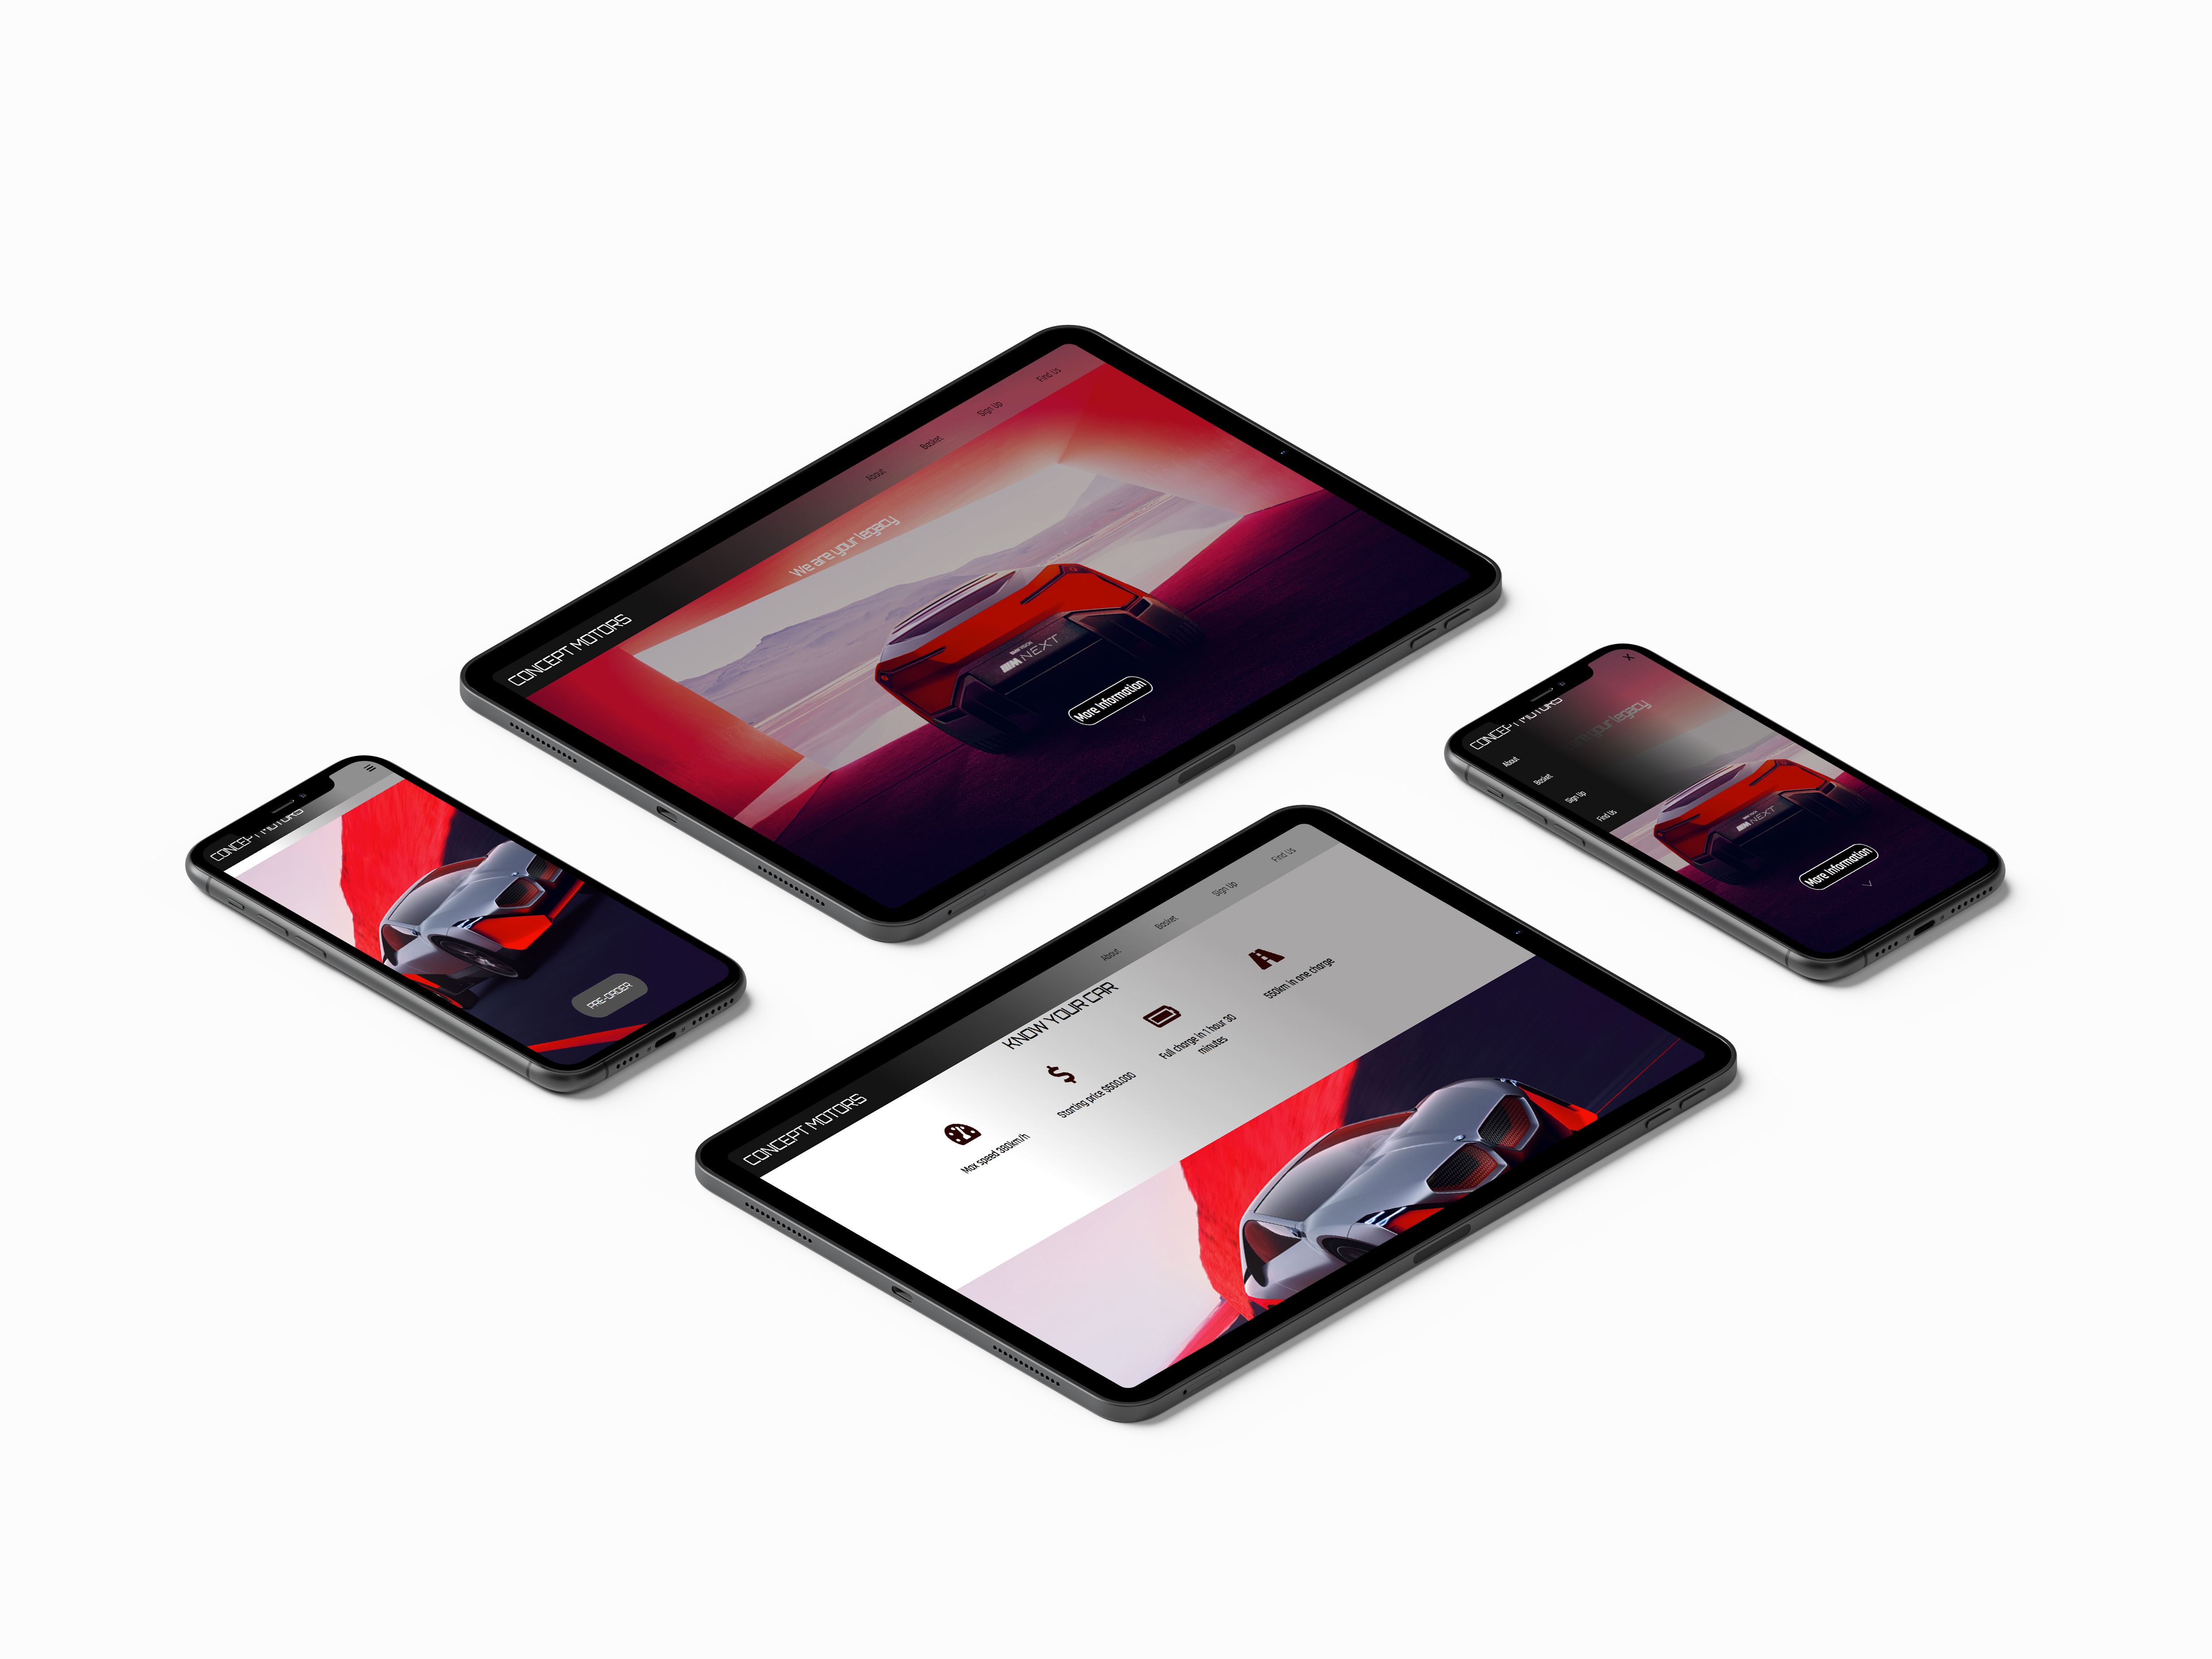 CONCEPT MOTORS
About
Basket
Sign Up
Find Us
We are your legacy
NEXT
More Information
CONCEPT MOTORS
PRE-ORDER
CONCEPT MOTORS
About
Basket
Sign Up
Find Us
your legacy
NEXT
More Information
CONCEPT MOTORS
About
Basket
Sign Up
Find Us
KNOW YOUR CAR
Max speed 380km/h
Starting price $500.000
Full charge in 1 hour 30
minutes
550km in one charge